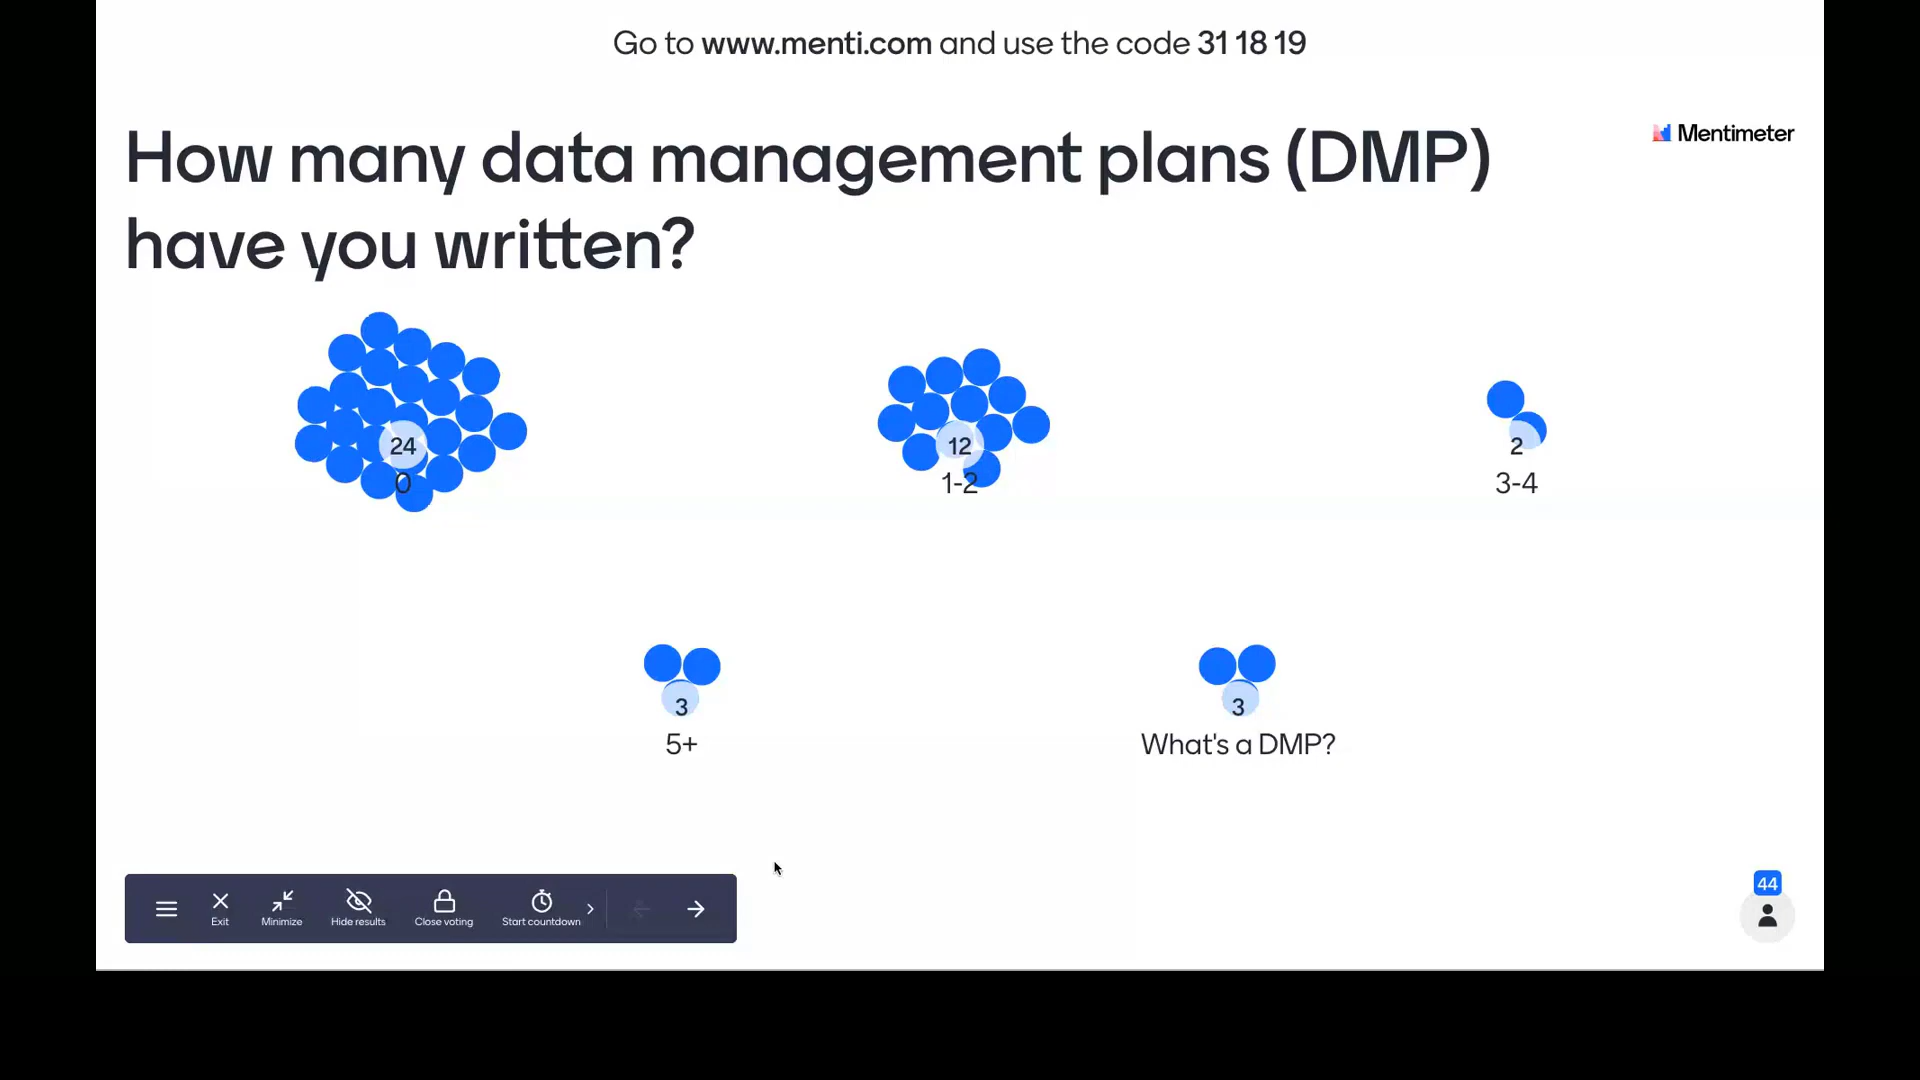 Go to www.menti.com and use the code 31 18 19
Mentimeter
How many data management plans (DMP)
have you written?
24
0
12
1-2
2
3-4
3
5+
3
What's a DMP?
44
Exit
Minimize
Hide results
Close voting
Start countdown